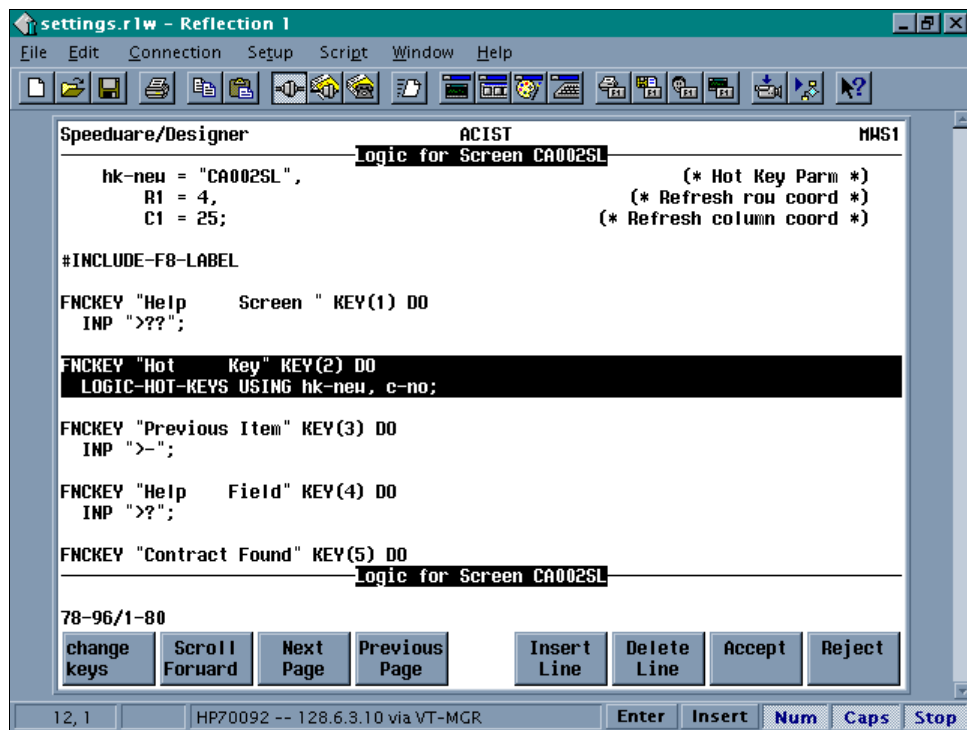 settings.r1w - Reflection 1
File Edit Connection Setup Script Window Help
Speedware/Designer ACIST MWS1
Logic for Screen CA002SL
hk-new = "CA002SL", (* Hot Key Parm *)
R1 = 4, (* Refresh row coord *)
C1 = 25; (* Refresh column coord *)
#INCLUDE-F8-LABEL
FNCKEY "Help Screen " KEY(1) DO
INP ">??";
FNCKEY "Hot Key" KEY(2) DO
LOGIC-HOT-KEYS USING hk-new, c-no;
FNCKEY "Previous Item" KEY(3) DO
INP ">-";
FNCKEY "Help Field" KEY(4) DO
INP ">?";
FNCKEY "Contract Found" KEY(5) DO
Logic for Screen CA002SL
78-96/1-80
change Scroll Next Previous Insert Delete Accept Reject
keys Forward Page Page Line Line
12, 1 HP70092 -- 128.6.3.10 via VT-MGR Enter Insert Num Caps Stop